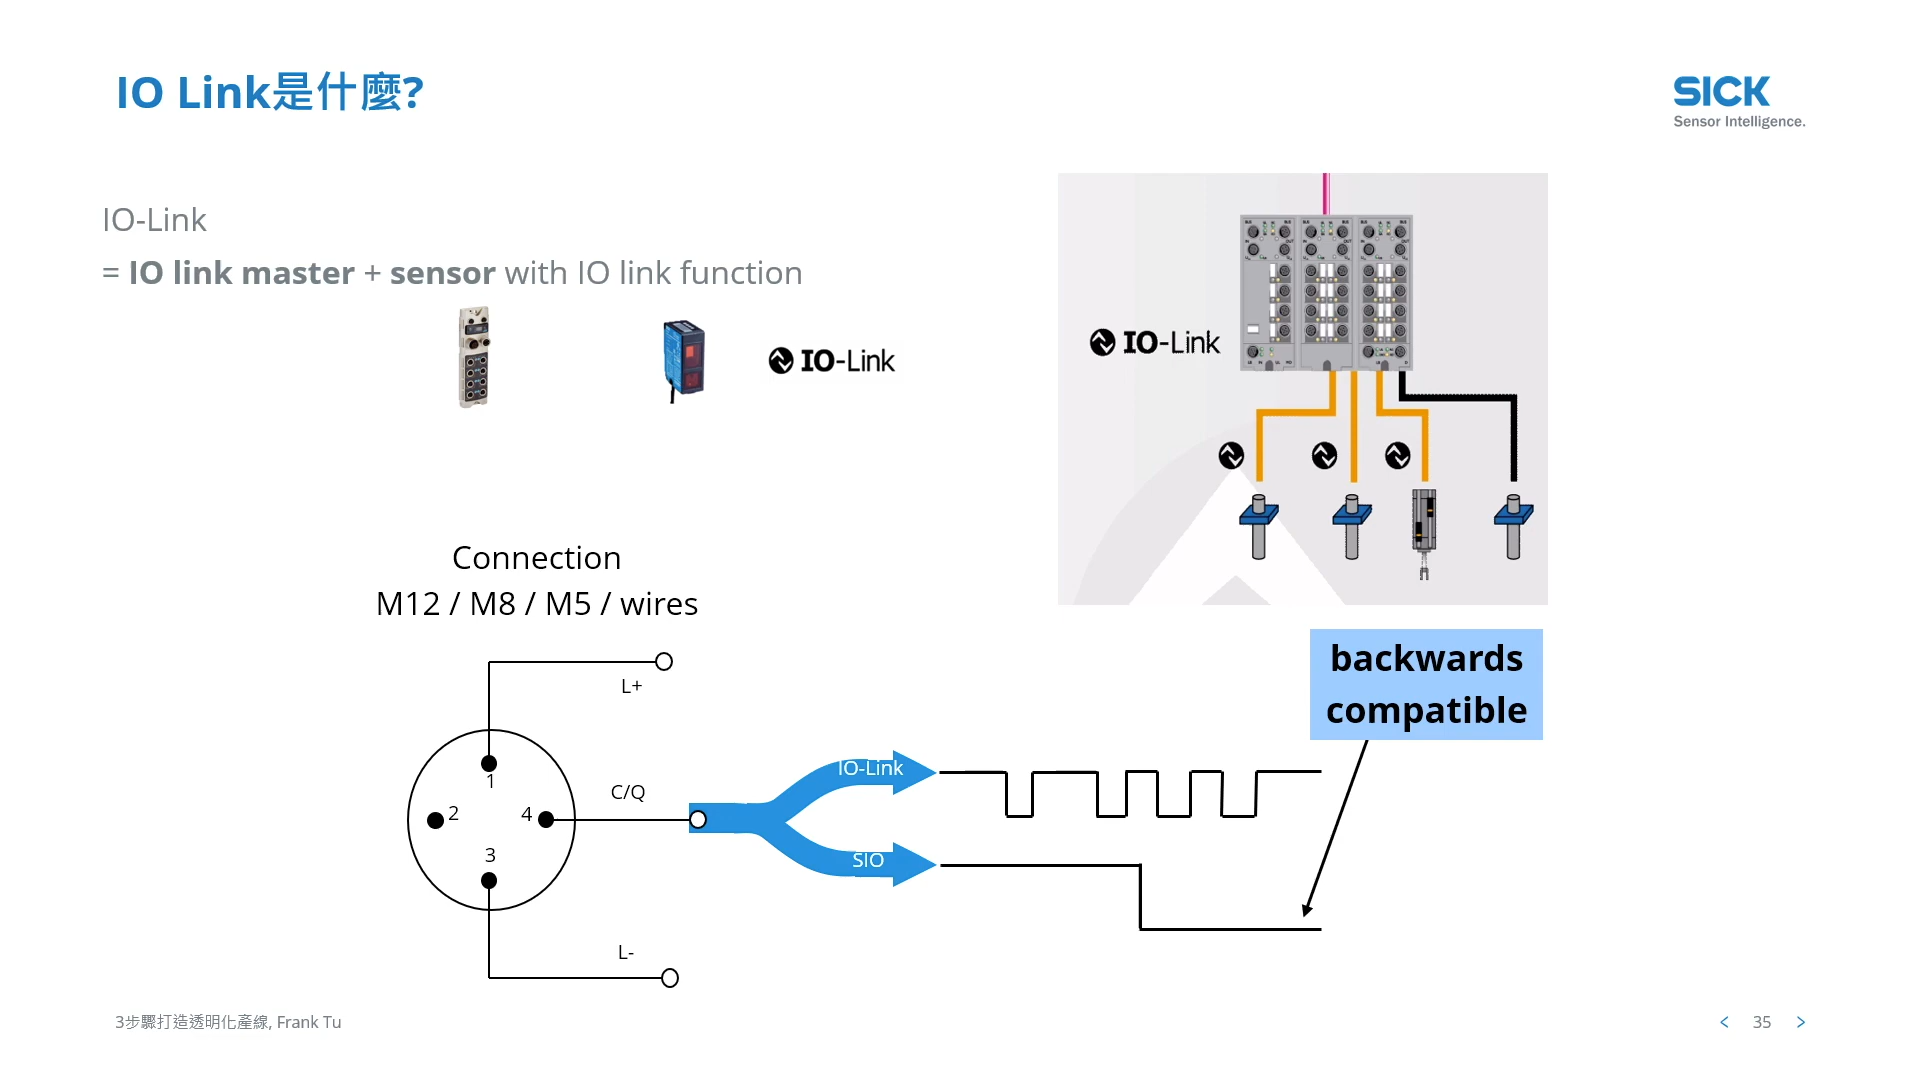 IO Link是什麼?
SICK
Sensor Intelligence.
IO-Link
= IO link master + sensor with IO link function
IO-Link
IO-Link
Connection
M12 / M8 / M5 / wires
backwards
compatible
L+
1
2
4
3
C/Q
IO-Link
SIO
L-
3步驟打造透明化產線, Frank Tu
< 35 >